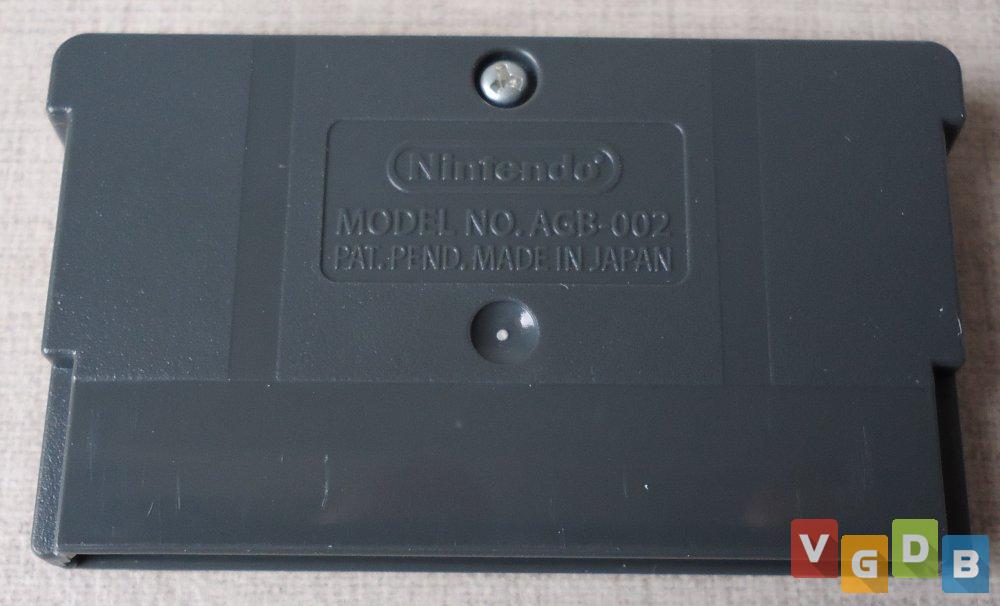 Nintendo
MODEL NO. AGB-002
PAT. PEND. MADE IN JAPAN
VGDB